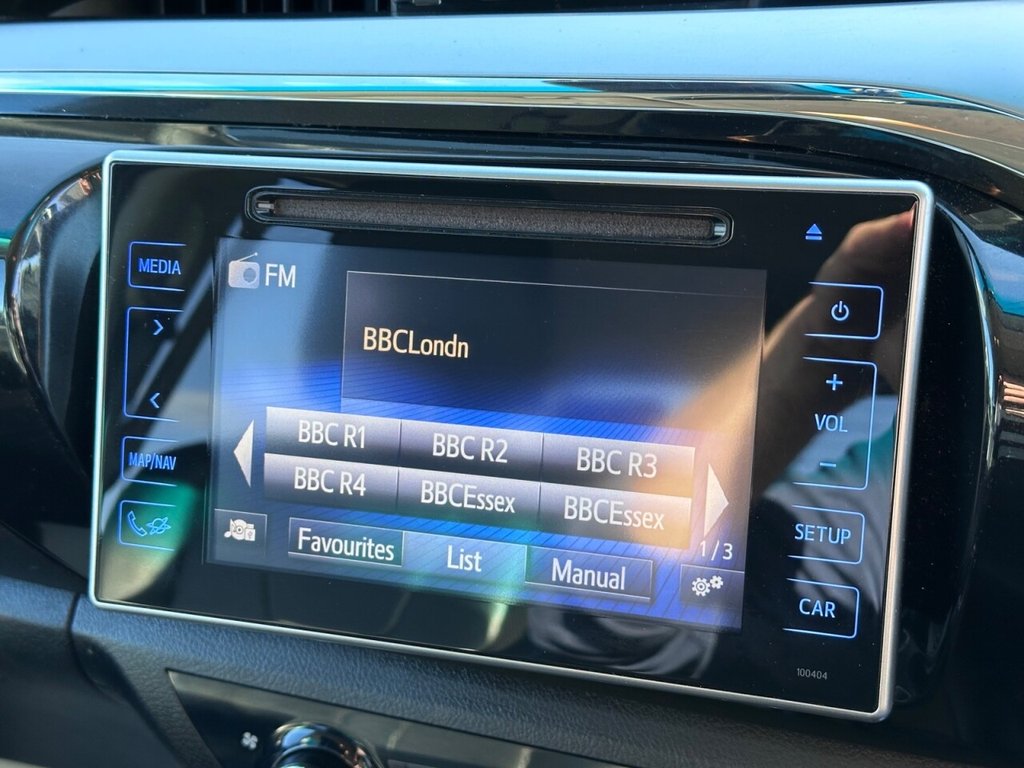 MEDIA
FM
BBCLondn
VOL
MAP/NAV
BBC R1 BBC R2 BBC R3
BBC R4 BBCEssex BBCEssex
1/3
Favourites List Manual
SETUP
CAR
100404